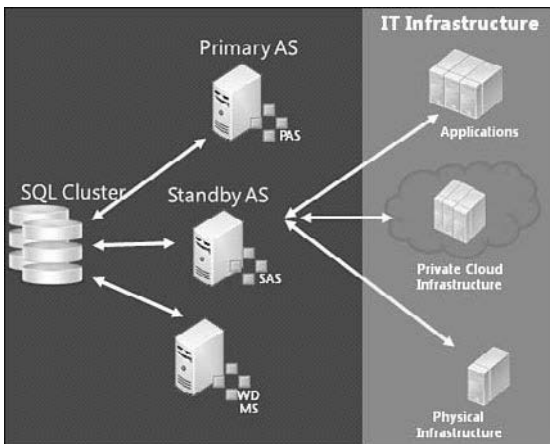 IT Infrastructure
Primary AS
PAS
Applications
SQL Cluster
Standby AS
SAS
Private Cloud
Infrastructure
WD
MS
Physical
Infrastructure